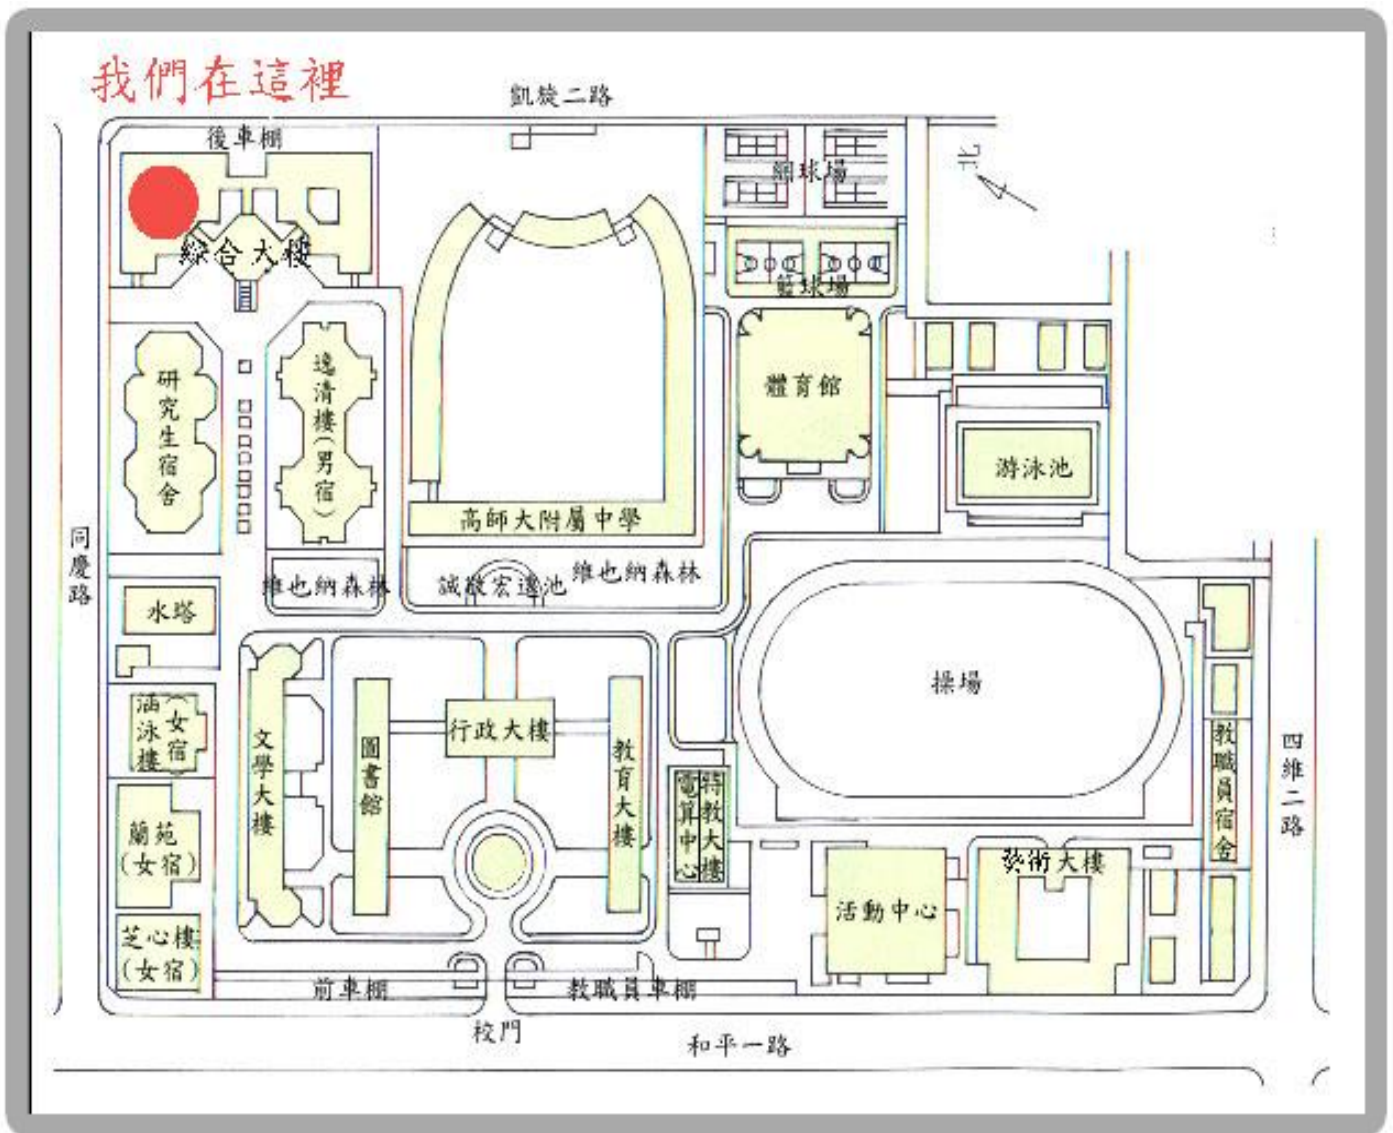 我們在這裡
凱旋二路
後車棚
北
網球場
綜合大樓
籃球場
研究生宿舍
逸清樓(男宿)
體育館
游泳池
高師大附屬中學
同慶路
維也納森林
誠敬宏遠池
維也納森林
水塔
操場
涵泳樓
(女宿)
文學大樓
圖書館
行政大樓
教育大樓
電算中心
特教大樓
教職員宿舍
四維二路
蘭苑
(女宿)
藝術大樓
活動中心
芝心樓
(女宿)
前車棚
教職員車棚
校門
和平一路